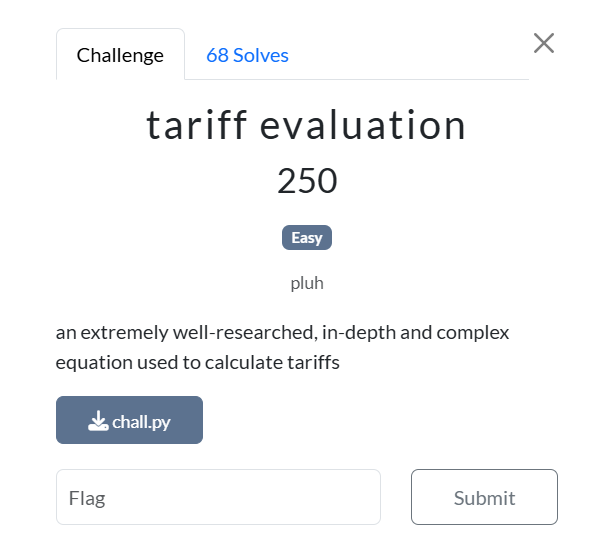 Challenge
68 Solves
tariff evaluation
250
Easy
pluh
an extremely well-researched, in-depth and complex
equation used to calculate tariffs
chall.py
Flag
Submit